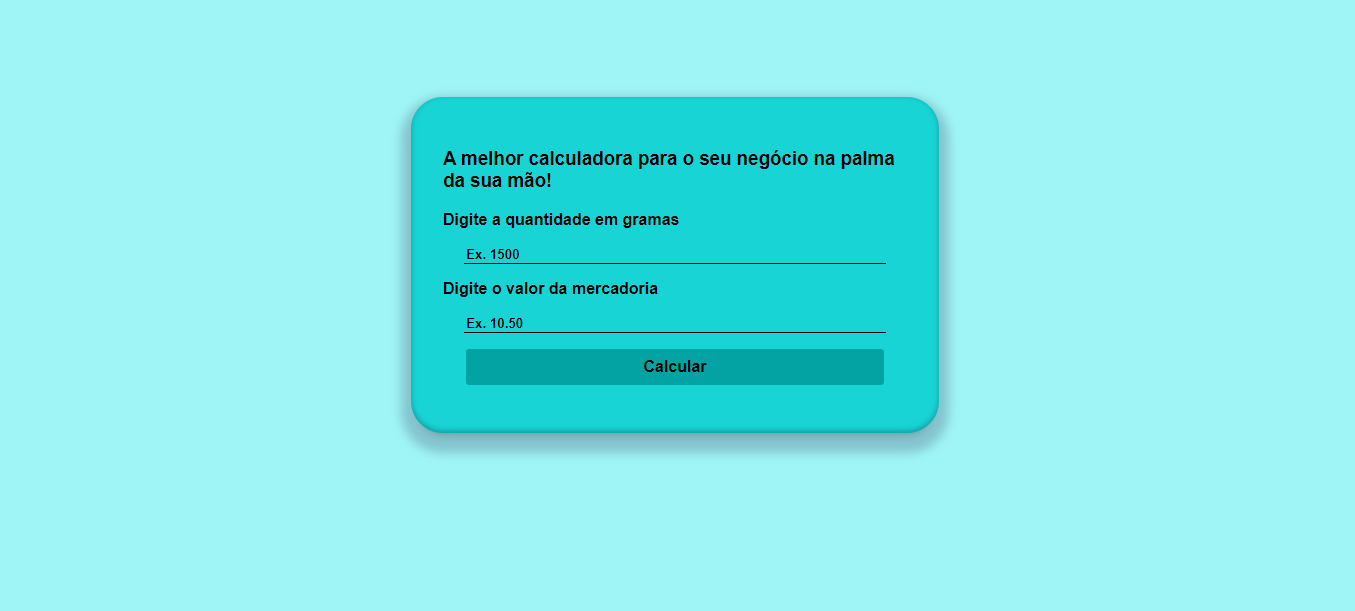 A melhor calculadora para o seu negócio na palma
da sua mão!
Digite a quantidade em gramas
Ex. 1500
Digite o valor da mercadoria
Ex. 10.50
Calcular